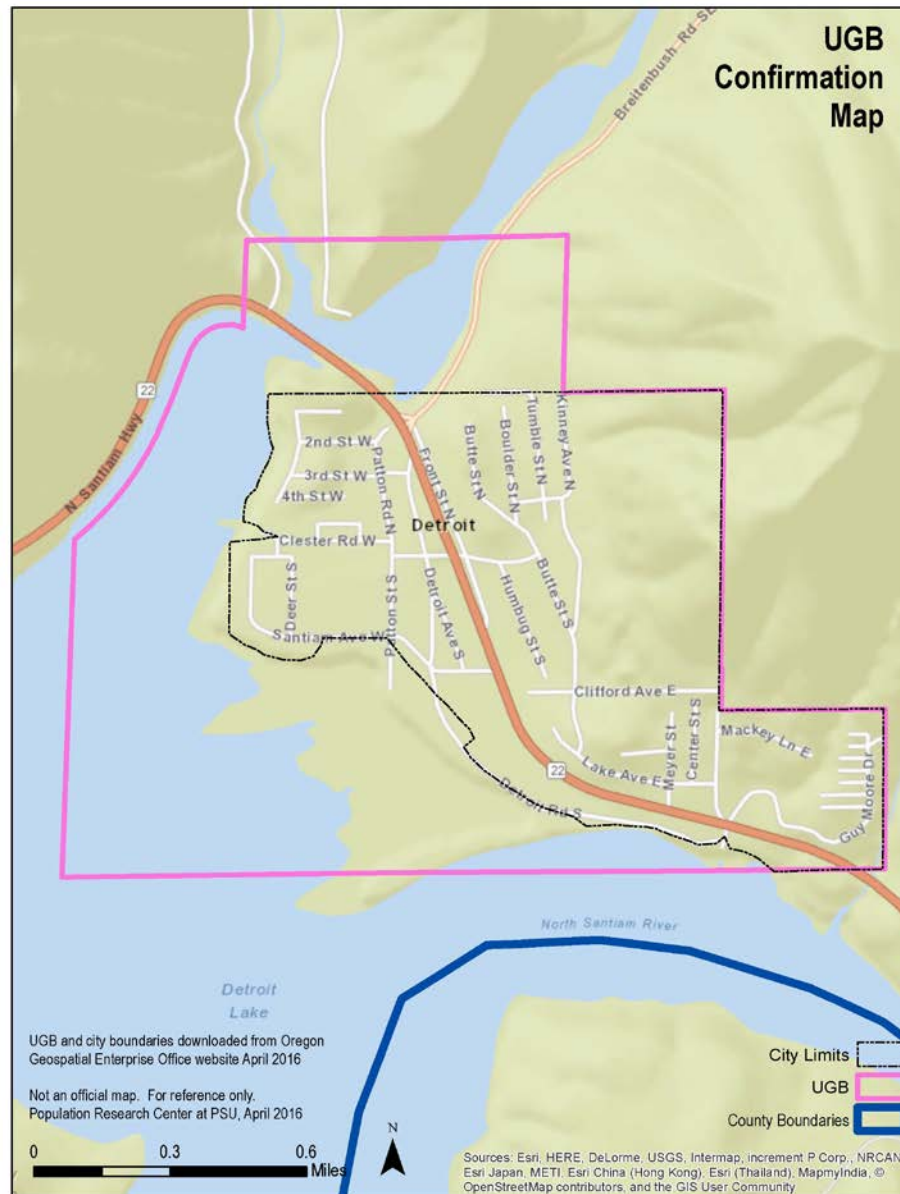 UGB
Confirmation
Map
Breitenbush Rd SE
22
N Santiam Hwy
2nd St W
3rd St W
4th St W
Patton Rd N
Front St N
Butte St N
Boulder St N
Tumble St N
Kinney Ave N
Detroit
Clester Rd W
Deer St S
Patton St S
Detroit Ave S
Humbug St S
Butte St S
Santiam Ave W
Clifford Ave E
Meyer St
Center St S
Mackey Ln E
Lake Ave E
Guy Moore Dr
22
Detroit Rd S
North Santiam River
Detroit
Lake
UGB and city boundaries downloaded from Oregon
Geospatial Enterprise Office website April 2016
Not an official map. For reference only.
Population Research Center at PSU, April 2016
0 0.3 0.6
Miles
N
City Limits
UGB
County Boundaries
Sources: Esri, HERE, DeLorme, USGS, Intermap, increment P Corp., NRCAN,
Esri Japan, METI, Esri China (Hong Kong), Esri (Thailand), MapmyIndia, ©
OpenStreetMap contributors, and the GIS User Community